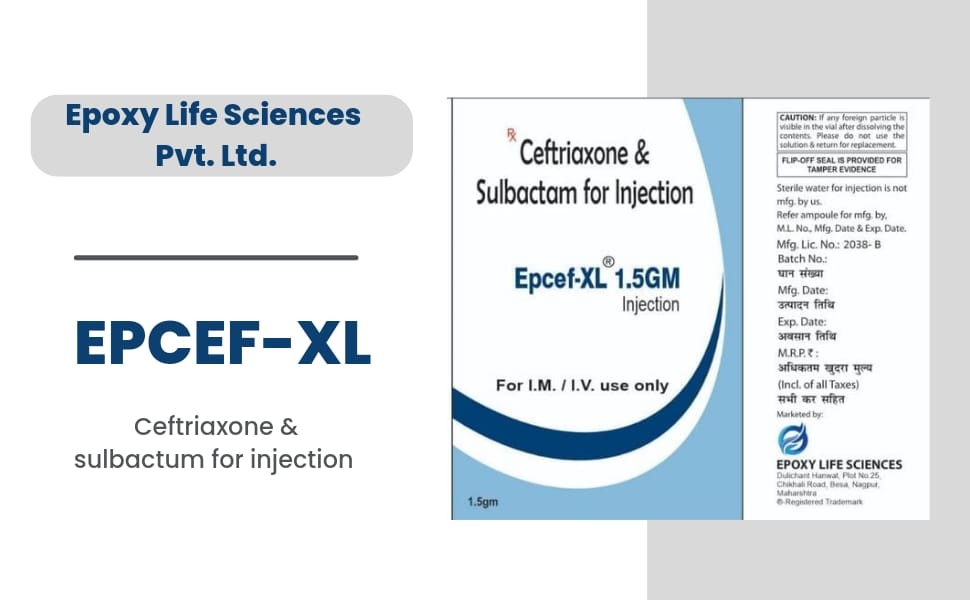 Epoxy Life Sciences
Pvt. Ltd.
EPCEF-XL
Ceftriaxone &
sulbactum for injection
Rx
Ceftriaxone &
Sulbactam for Injection
Epcef-XL® 1.5GM
Injection
For I.M. / I.V. use only
1.5gm
CAUTION: If any foreign particle is
visible in the vial after dissolving the
contents. Please do not use the
solution & return for replacement.
FLIP-OFF SEAL IS PROVIDED FOR
TAMPER EVIDENCE
Sterile water for injection is not
mfg. by us.
Refer ampoule for mfg. by,
M.L. No., Mfg. Date & Exp. Date.
Mfg. Lic. No.: 2038- B
Batch No.:
घान संख्या
Mfg. Date:
उत्पादन तिथि
Exp. Date:
अवसान तिथि
M.R.P. ₹ :
अधिकतम खुदरा मुल्य
(Incl. of all Taxes)
सभी कर सहित
Marketed by:
EPOXY LIFE SCIENCES
Dulichant Hanwat, Plot No.25,
Chikhali Road, Besa, Nagpur,
Maharshtra
®-Registered Trademark